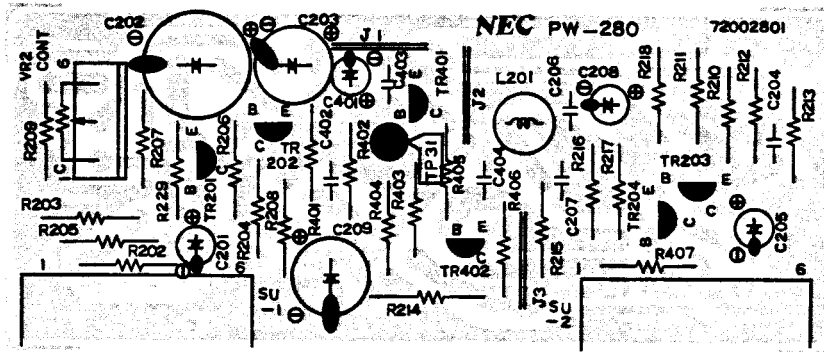 NEC PW-280 72002801
C202
C203
J1
VR2
CONT
6
C
1
R209
R207
R229
E
B
TR201
R206
C
B
E
C
TR
202
C402
C401
R402
C403
E
TR401
B
C
J2
TP31
R405
L201
C206
C208
R218
R211
R210
R212
C204
R213
R216
R217
TR203
B
E
C
TR204
E
B
C
C205
R203
R205
R202
C201
R204
R208
R401
C209
R404
R403
R214
B
E
C
TR402
C404
R406
C207
R215
J3
R407
1
6
SU
-1
SU
-2
1
6